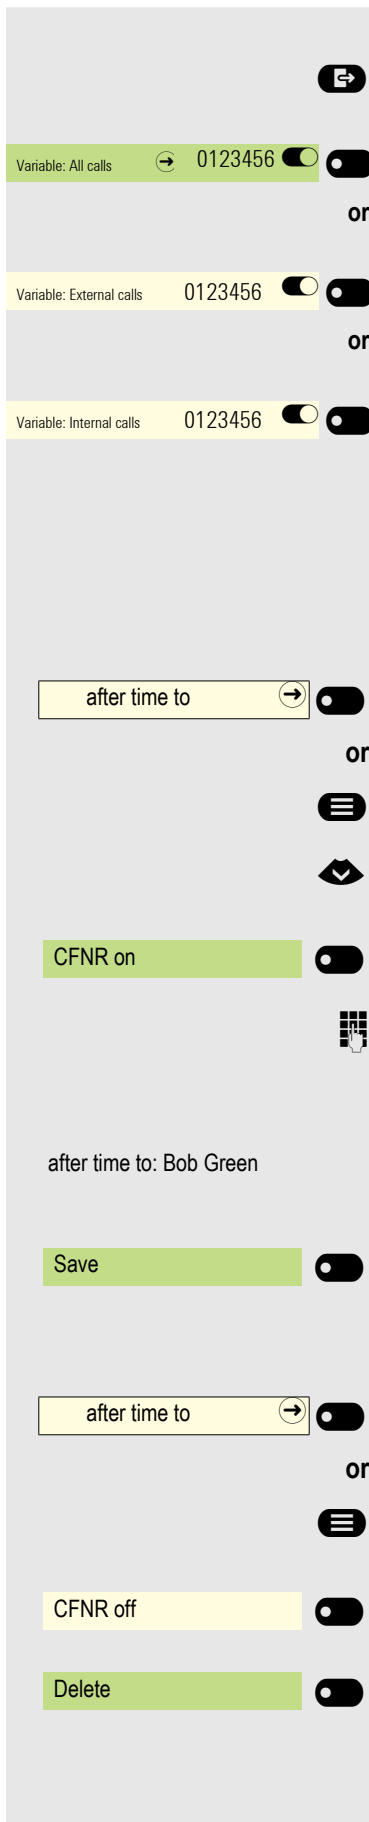 Variable: All calls 0123456
or
Variable: External calls 0123456
or
Variable: Internal calls 0123456
after time to
or
CFNR on
after time to: Bob Green
Save
after time to
or
CFNR off
Delete